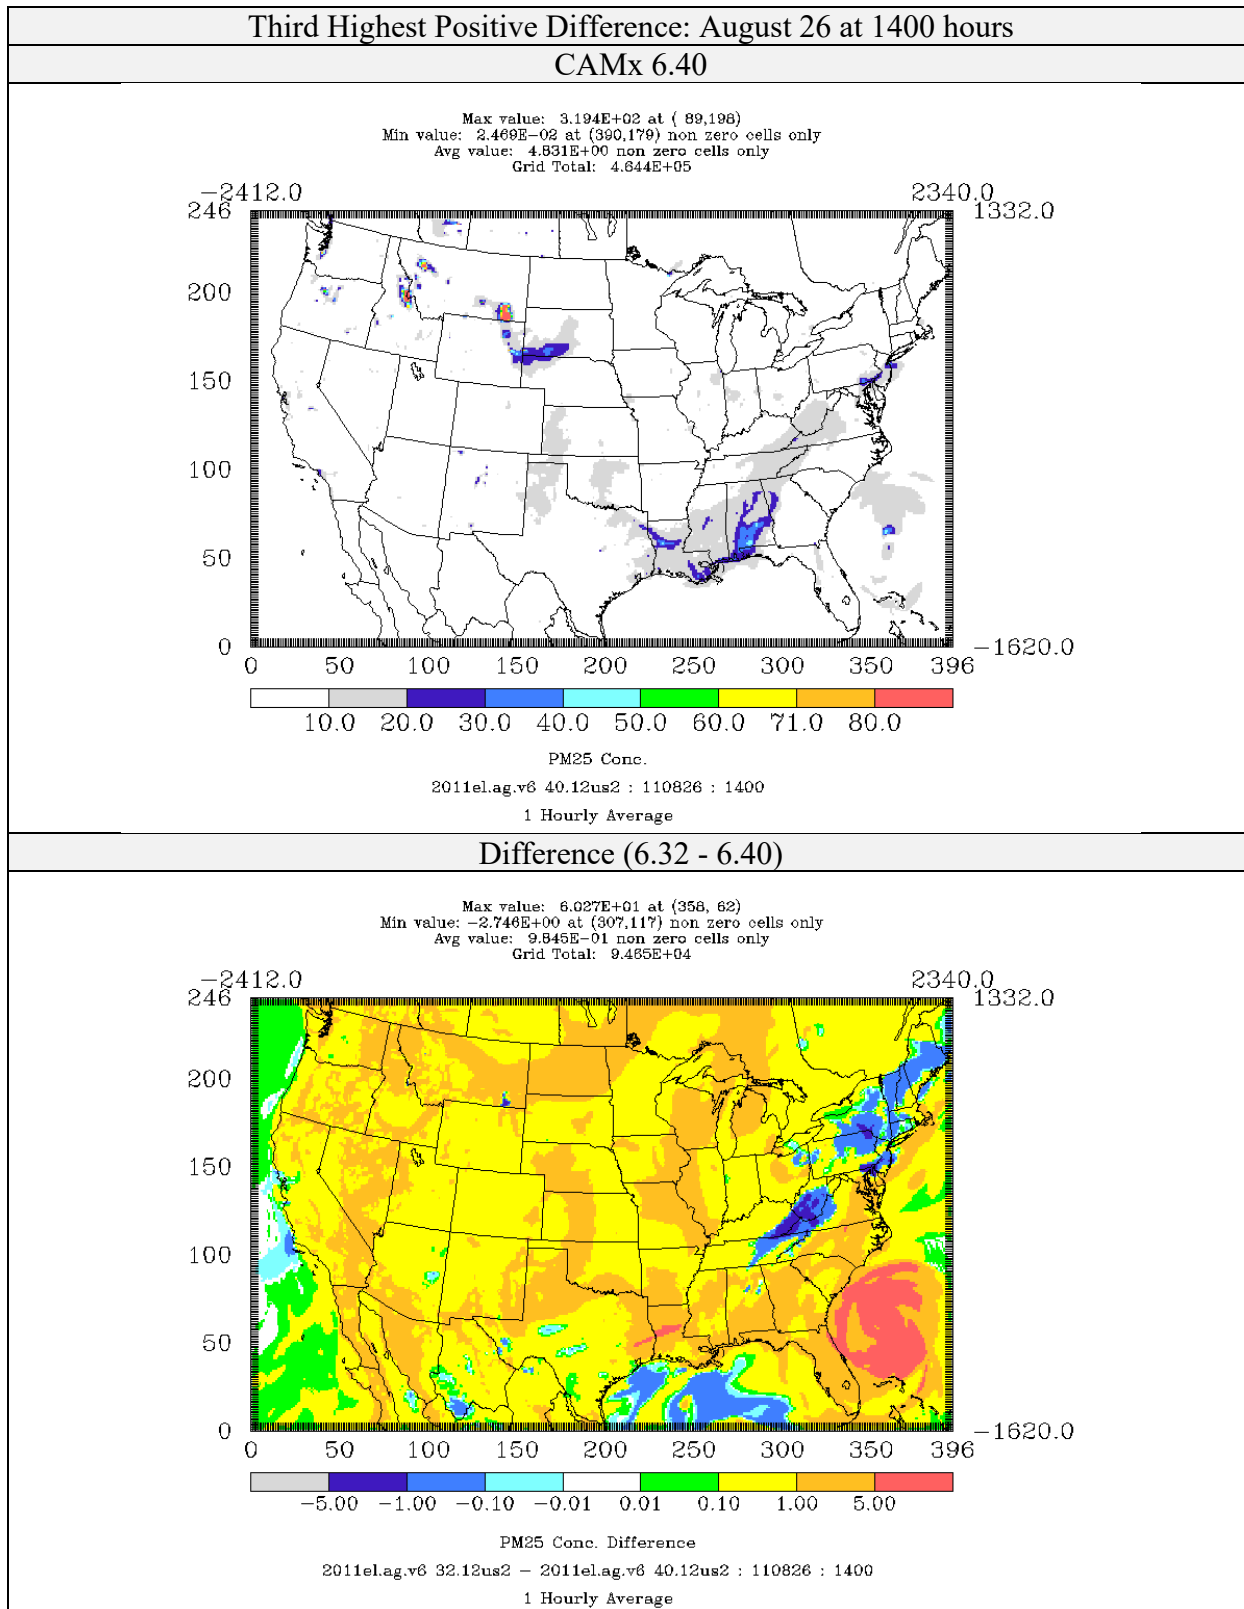 Third Highest Positive Difference: August 26 at 1400 hours
CAMx 6.40
Max value: 3.194E+02 at ( 89,198)
Min value: 2.469E-02 at (390,179) non zero cells only
Avg value: 4.831E+00 non zero cells only
Grid Total: 4.644E+05
-2412.0 2340.0
246 1332.0
200
150
100
50
0 -1620.0
0 50 100 150 200 250 300 350 396
10.0 20.0 30.0 40.0 50.0 60.0 71.0 80.0
PM25 Conc.
2011el.ag.v6 40.12us2 : 110826 : 1400
1 Hourly Average
Difference (6.32 - 6.40)
Max value: 6.027E+01 at (358, 62)
Min value: -2.746E+00 at (307,117) non zero cells only
Avg value: 9.845E-01 non zero cells only
Grid Total: 9.465E+04
-2412.0 2340.0
246 1332.0
200
150
100
50
0 -1620.0
0 50 100 150 200 250 300 350 396
-5.00 -1.00 -0.10 -0.01 0.01 0.10 1.00 5.00
PM25 Conc. Difference
2011el.ag.v6 32.12us2 - 2011el.ag.v6 40.12us2 : 110826 : 1400
1 Hourly Average